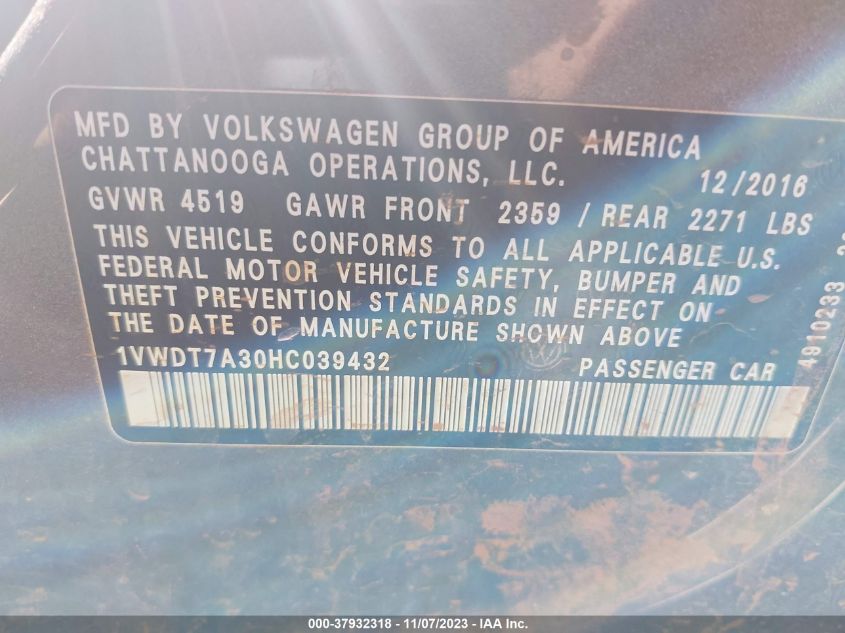 MFD BY VOLKSWAGEN GROUP OF AMERICA
CHATTANOOGA OPERATIONS, LLC. 12/2016
GVWR 4519 GAWR FRONT 2359 / REAR 2271 LBS
THIS VEHICLE CONFORMS TO ALL APPLICABLE U.S.
FEDERAL MOTOR VEHICLE SAFETY, BUMPER AND
THEFT PREVENTION STANDARDS IN EFFECT ON
THE DATE OF MANUFACTURE SHOWN ABOVE
1VWDT7A30HC039432 PASSENGER CAR
4910233
000-37932318 - 11/07/2023 - IAA Inc.